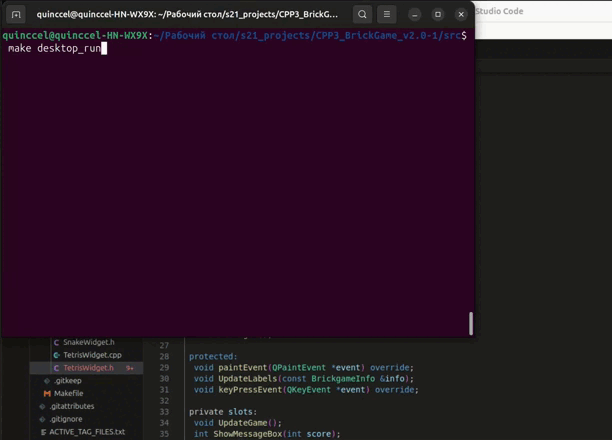 Studio Code
quinccel@quinccel-HN-WX9X: ~/Рабочий стол/s21_projects/CPP3_BrickG...
quinccel@quinccel-HN-WX9X:~/Рабочий стол/s21_projects/CPP3_BrickGame_v2.0-1/src$
make desktop_run
SnakeWidget.h
TetrisWidget.cpp
TetrisWidget.h 9+
.gitkeep
Makefile
.gitattributes
.gitignore
ACTIVE_TAG_FILES.txt
27
28 protected:
29 void paintEvent(QPaintEvent *event) override;
30 void UpdateLabels(const BrickgameInfo &info);
31 void keyPressEvent(QKeyEvent *event) override;
32
33 private slots:
34 void UpdateGame();
35 int ShowMessageBox(int score);